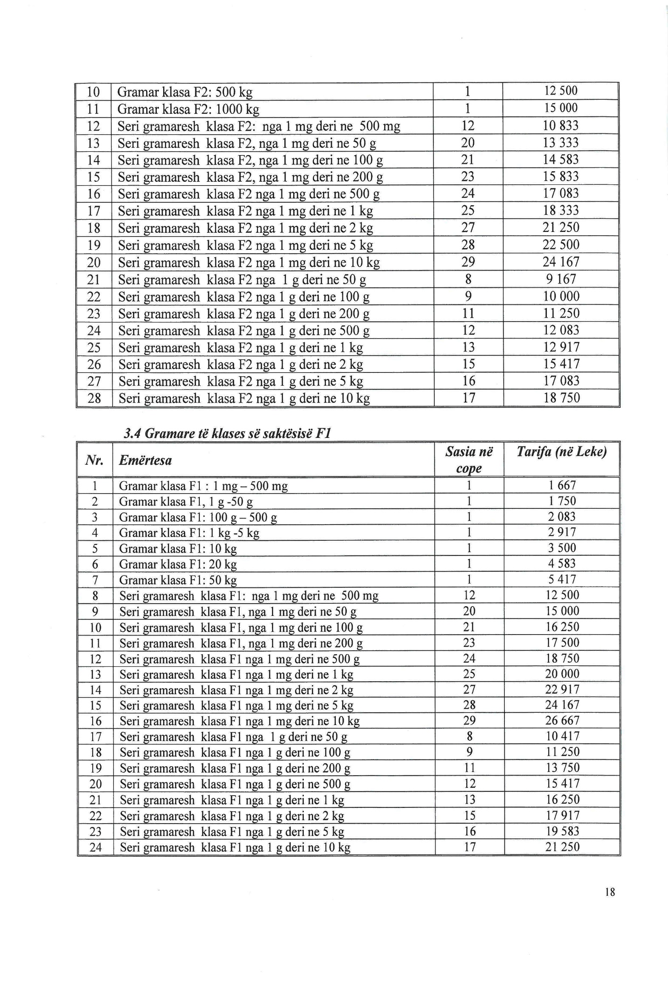 10 Gramar klasa F2: 500 kg 1 12 500
11 Gramar klasa F2: 1000 kg 1 15 000
12 Seri gramaresh klasa F2: nga 1 mg deri ne 500 mg 12 10 833
13 Seri gramaresh klasa F2, nga 1 mg deri ne 50 g 20 13 333
14 Seri gramaresh klasa F2, nga 1 mg deri ne 100 g 21 14 583
15 Seri gramaresh klasa F2, nga 1 mg deri ne 200 g 23 15 833
16 Seri gramaresh klasa F2 nga 1 mg deri ne 500 g 24 17 083
17 Seri gramaresh klasa F2 nga 1 mg deri ne 1 kg 25 18 333
18 Seri gramaresh klasa F2 nga 1 mg deri ne 2 kg 27 21 250
19 Seri gramaresh klasa F2 nga 1 mg deri ne 5 kg 28 22 500
20 Seri gramaresh klasa F2 nga 1 mg deri ne 10 kg 29 24 167
21 Seri gramaresh klasa F2 nga 1 g deri ne 50 g 8 9 167
22 Seri gramaresh klasa F2 nga 1 g deri ne 100 g 9 10 000
23 Seri gramaresh klasa F2 nga 1 g deri ne 200 g 11 11 250
24 Seri gramaresh klasa F2 nga 1 g deri ne 500 g 12 12 083
25 Seri gramaresh klasa F2 nga 1 g deri ne 1 kg 13 12 917
26 Seri gramaresh klasa F2 nga 1 g deri ne 2 kg 15 15 417
27 Seri gramaresh klasa F2 nga 1 g deri ne 5 kg 16 17 083
28 Seri gramaresh klasa F2 nga 1 g deri ne 10 kg 17 18 750
3.4 Gramare të klases së saktësisë F1
Nr. Emërtesa Sasia në cope Tarifa (në Leke)
1 Gramar klasa F1 : 1 mg – 500 mg 1 1 667
2 Gramar klasa F1, 1 g -50 g 1 1 750
3 Gramar klasa F1: 100 g – 500 g 1 2 083
4 Gramar klasa F1: 1 kg -5 kg 1 2 917
5 Gramar klasa F1: 10 kg 1 3 500
6 Gramar klasa F1: 20 kg 1 4 583
7 Gramar klasa F1: 50 kg 1 5 417
8 Seri gramaresh klasa F1: nga 1 mg deri ne 500 mg 12 12 500
9 Seri gramaresh klasa F1, nga 1 mg deri ne 50 g 20 15 000
10 Seri gramaresh klasa F1, nga 1 mg deri ne 100 g 21 16 250
11 Seri gramaresh klasa F1, nga 1 mg deri ne 200 g 23 17 500
12 Seri gramaresh klasa F1 nga 1 mg deri ne 500 g 24 18 750
13 Seri gramaresh klasa F1 nga 1 mg deri ne 1 kg 25 20 000
14 Seri gramaresh klasa F1 nga 1 mg deri ne 2 kg 27 22 917
15 Seri gramaresh klasa F1 nga 1 mg deri ne 5 kg 28 24 167
16 Seri gramaresh klasa F1 nga 1 mg deri ne 10 kg 29 26 667
17 Seri gramaresh klasa F1 nga 1 g deri ne 50 g 8 10 417
18 Seri gramaresh klasa F1 nga 1 g deri ne 100 g 9 11 250
19 Seri gramaresh klasa F1 nga 1 g deri ne 200 g 11 13 750
20 Seri gramaresh klasa F1 nga 1 g deri ne 500 g 12 15 417
21 Seri gramaresh klasa F1 nga 1 g deri ne 1 kg 13 16 250
22 Seri gramaresh klasa F1 nga 1 g deri ne 2 kg 15 17 917
23 Seri gramaresh klasa F1 nga 1 g deri ne 5 kg 16 19 583
24 Seri gramaresh klasa F1 nga 1 g deri ne 10 kg 17 21 250
18